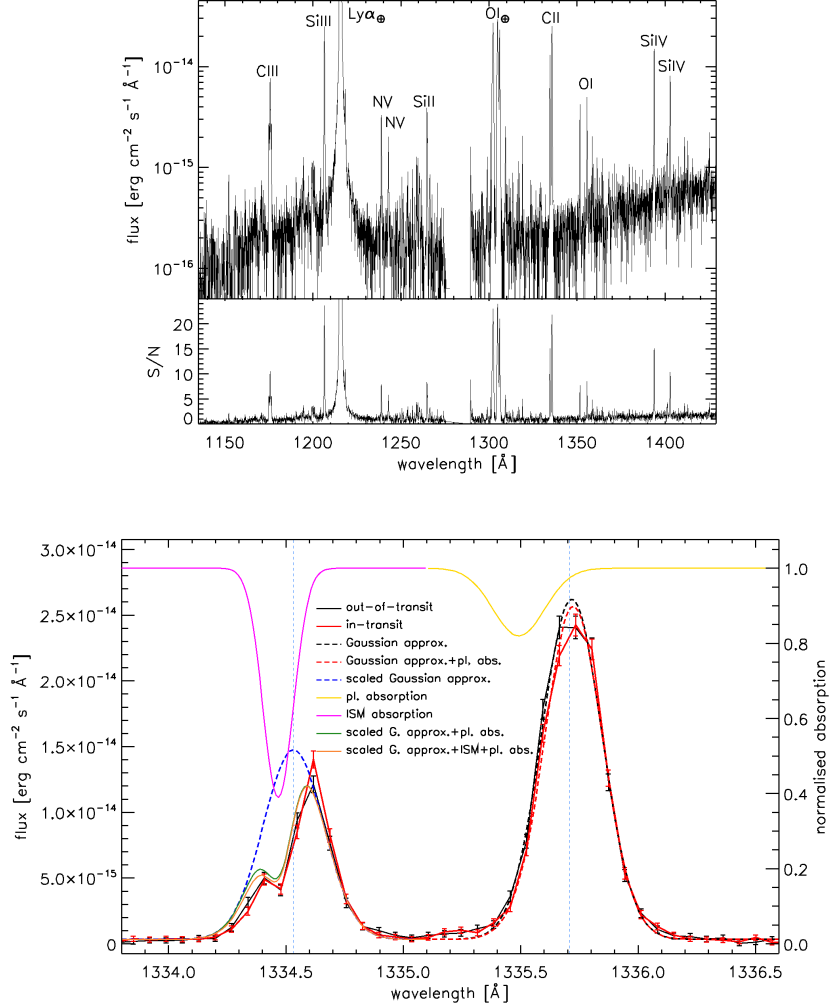 SiIII
Lyα⊕
OI⊕
CII
CIII
SiIV
SiIV
NV
NV
SiII
OI
10⁻¹⁴
10⁻¹⁵
10⁻¹⁶
flux [erg cm⁻² s⁻¹ Å⁻¹]
20
15
10
5
0
S/N
1150 1200 1250 1300 1350 1400
wavelength [Å]
3.0×10⁻¹⁴
2.5×10⁻¹⁴
2.0×10⁻¹⁴
1.5×10⁻¹⁴
1.0×10⁻¹⁴
5.0×10⁻¹⁵
0
flux [erg cm⁻² s⁻¹ Å⁻¹]
out-of-transit
in-transit
Gaussian approx.
Gaussian approx.+pl. abs.
scaled Gaussian approx.
pl. absorption
ISM absorption
scaled G. approx.+pl. abs.
scaled G. approx.+ISM+pl. abs.
1.0
0.8
0.6
0.4
0.2
0.0
normalised absorption
1334.0 1334.5 1335.0 1335.5 1336.0 1336.5
wavelength [Å]